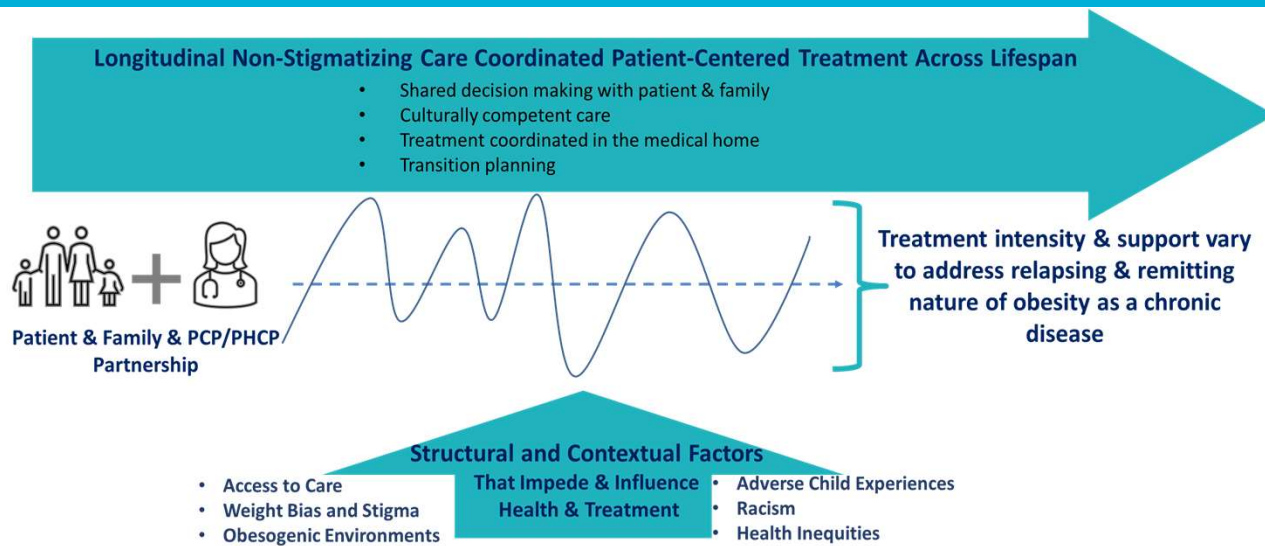 Longitudinal Non-Stigmatizing Care Coordinated Patient-Centered Treatment Across Lifespan
• Shared decision making with patient & family
• Culturally competent care
• Treatment coordinated in the medical home
• Transition planning
Patient & Family & PCP/PHCP
Partnership
Treatment intensity & support vary
to address relapsing & remitting
nature of obesity as a chronic
disease
Structural and Contextual Factors
That Impede & Influence
Health & Treatment
• Access to Care
• Weight Bias and Stigma
• Obesogenic Environments
• Adverse Child Experiences
• Racism
• Health Inequities